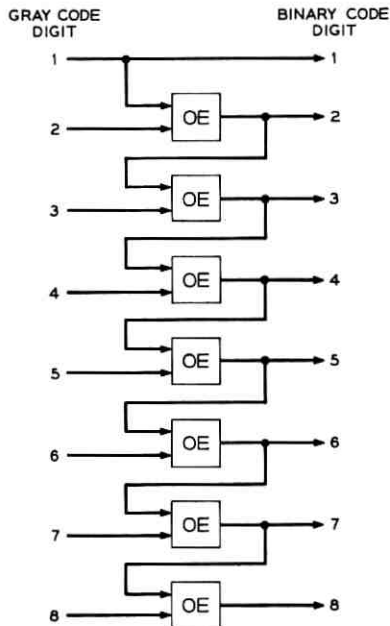 GRAY CODE DIGIT
BINARY CODE DIGIT
1 1
OE
2 2
OE
3 3
OE
4 4
OE
5 5
OE
6 6
OE
7 7
OE
8 8